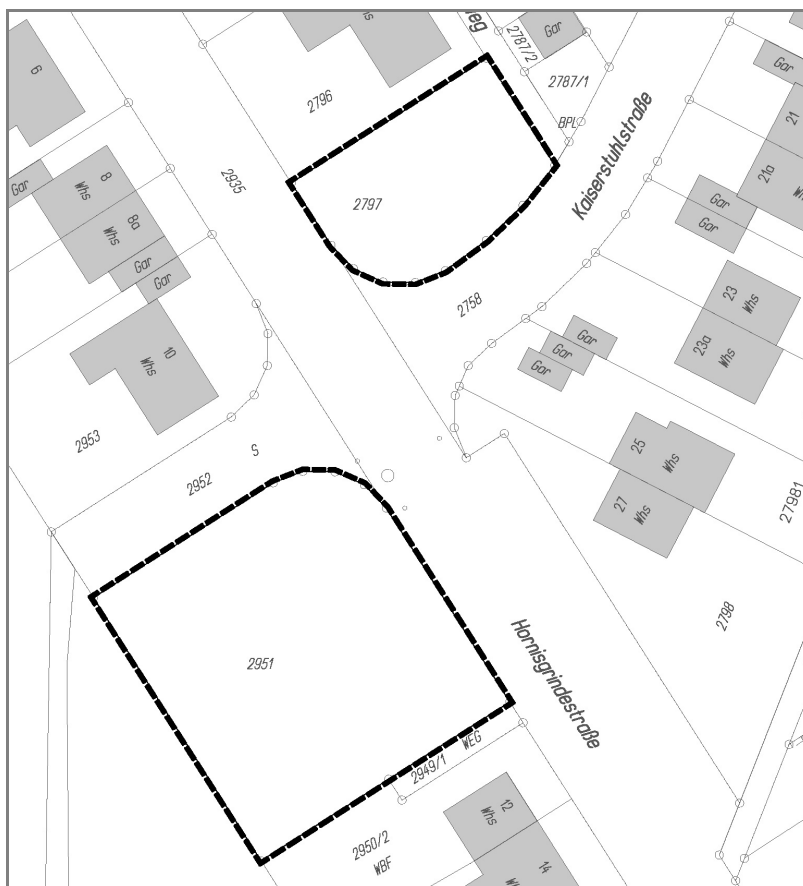 eg
2787/2
Gar
2787/1
BPL
Gar
6
2796
Kaiserstuhlstraße
21
21a
Gar
8
Whs
2935
Gar
Gar
8a
Whs
2797
Gar
Gar
23
Whs
2758
23a
Whs
Gar
Gar
Gar
10
Whs
2953
S
2952
25
Whs
27
Whs
27981
2951
2798
Hornisgrindestraße
WEG
2949/1
12
Whs
2950/2
WBF
14